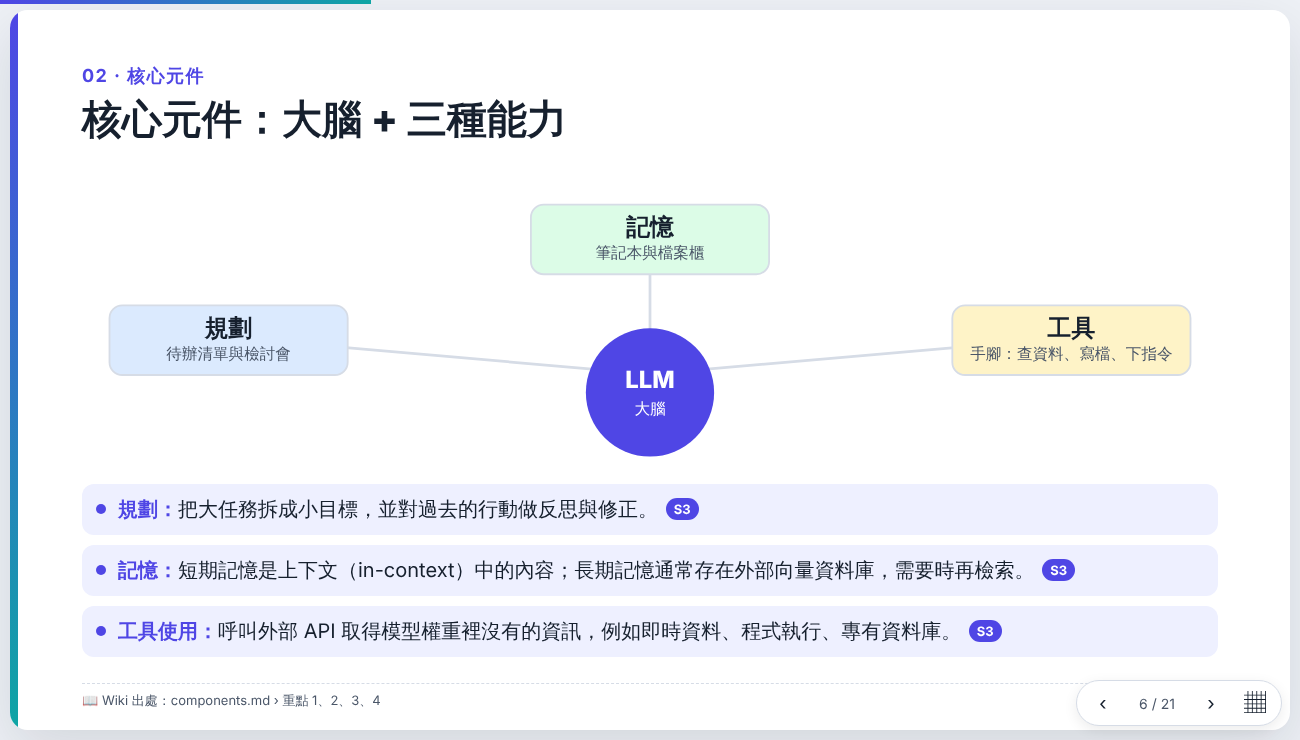 02 · 核心元件
核心元件：大腦 + 三種能力
記憶
筆記本與檔案櫃
規劃
待辦清單與檢討會
工具
手腳：查資料、寫檔、下指令
LLM
大腦
規劃：把大任務拆成小目標，並對過去的行動做反思與修正。 S3
記憶：短期記憶是上下文（in-context）中的內容；長期記憶通常存在外部向量資料庫，需要時再檢索。 S3
工具使用：呼叫外部 API 取得模型權重裡沒有的資訊，例如即時資料、程式執行、專有資料庫。 S3
📖 Wiki 出處：components.md › 重點 1、2、3、4
‹ 6 / 21 ›